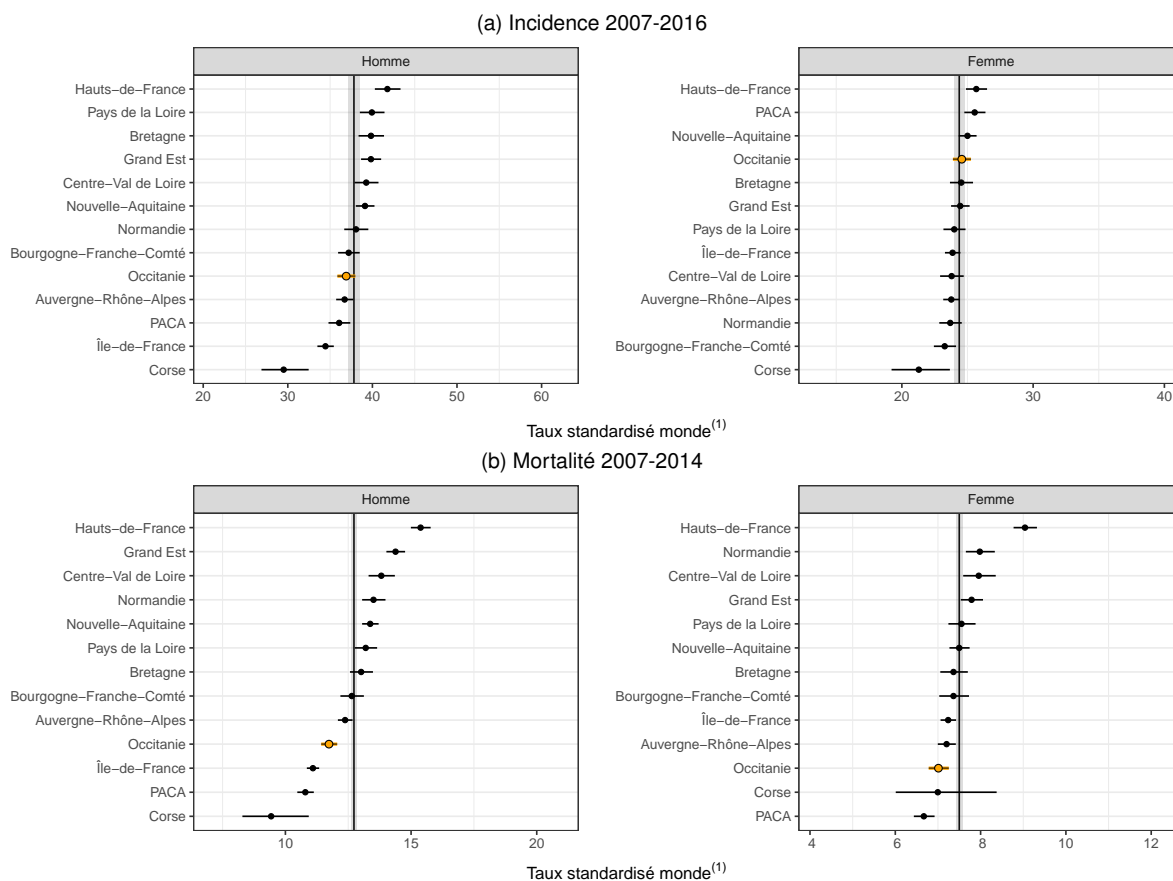 (a) Incidence 2007-2016
Homme
Hauts−de−France
Pays de la Loire
Bretagne
Grand Est
Centre−Val de Loire
Nouvelle−Aquitaine
Normandie
Bourgogne−Franche−Comté
Occitanie
Auvergne−Rhône−Alpes
PACA
Île−de−France
Corse
20 30 40 50 60
Femme
Hauts−de−France
PACA
Nouvelle−Aquitaine
Occitanie
Bretagne
Grand Est
Pays de la Loire
Île−de−France
Centre−Val de Loire
Auvergne−Rhône−Alpes
Normandie
Bourgogne−Franche−Comté
Corse
20 30 40
Taux standardisé monde(1)
(b) Mortalité 2007-2014
Homme
Hauts−de−France
Grand Est
Centre−Val de Loire
Normandie
Nouvelle−Aquitaine
Pays de la Loire
Bretagne
Bourgogne−Franche−Comté
Auvergne−Rhône−Alpes
Occitanie
Île−de−France
PACA
Corse
10 15 20
Femme
Hauts−de−France
Normandie
Centre−Val de Loire
Grand Est
Pays de la Loire
Nouvelle−Aquitaine
Bretagne
Bourgogne−Franche−Comté
Île−de−France
Auvergne−Rhône−Alpes
Occitanie
Corse
PACA
4 6 8 10 12
Taux standardisé monde(1)